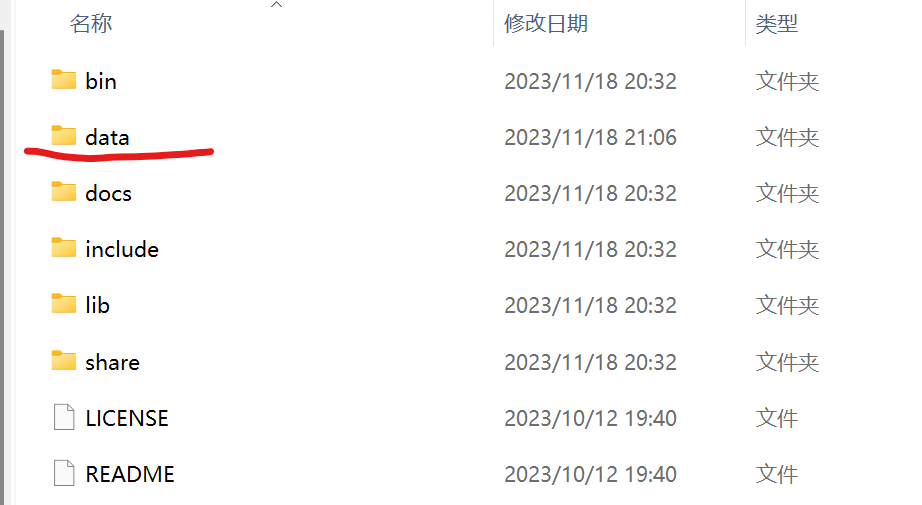 名称 修改日期 类型
bin 2023/11/18 20:32 文件夹
data 2023/11/18 21:06 文件夹
docs 2023/11/18 20:32 文件夹
include 2023/11/18 20:32 文件夹
lib 2023/11/18 20:32 文件夹
share 2023/11/18 20:32 文件夹
LICENSE 2023/10/12 19:40 文件
README 2023/10/12 19:40 文件